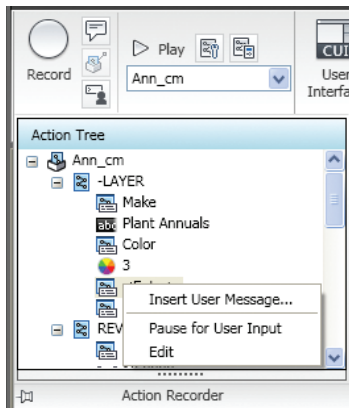 Record
Play
Ann_cm
CUI
User
Interfa
Action Tree
Ann_cm
-LAYER
Make
abc Plant Annuals
Color
3
REV
Insert User Message...
Pause for User Input
Edit
Action Recorder